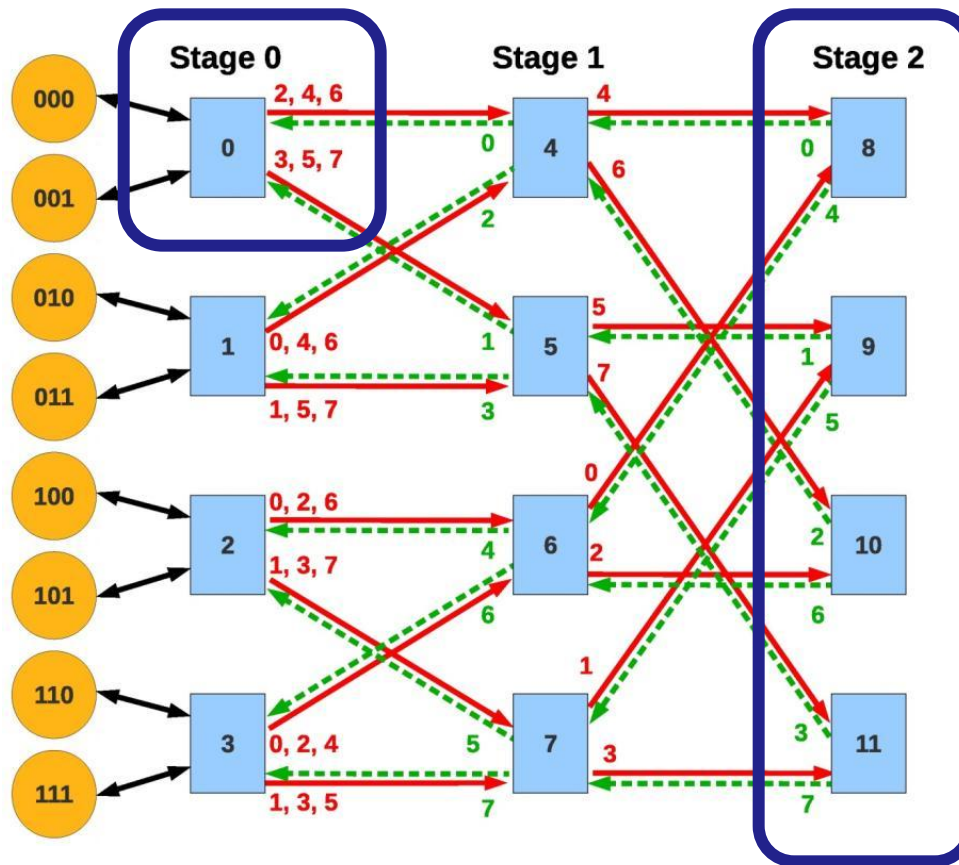 Stage 0 Stage 1 Stage 2
000 2, 4, 6 4
0 4 8
0 0
001 3, 5, 7 6
2 4
010
1 5 9
0, 4, 6 1 5 1
011 7
1, 5, 7 3 5
100 0, 2, 6 0
2 6 10
4 2 2
101 1, 3, 7
6 6
110 1
3 7 11
0, 2, 4 5 3 3
111
1, 3, 5 7 7